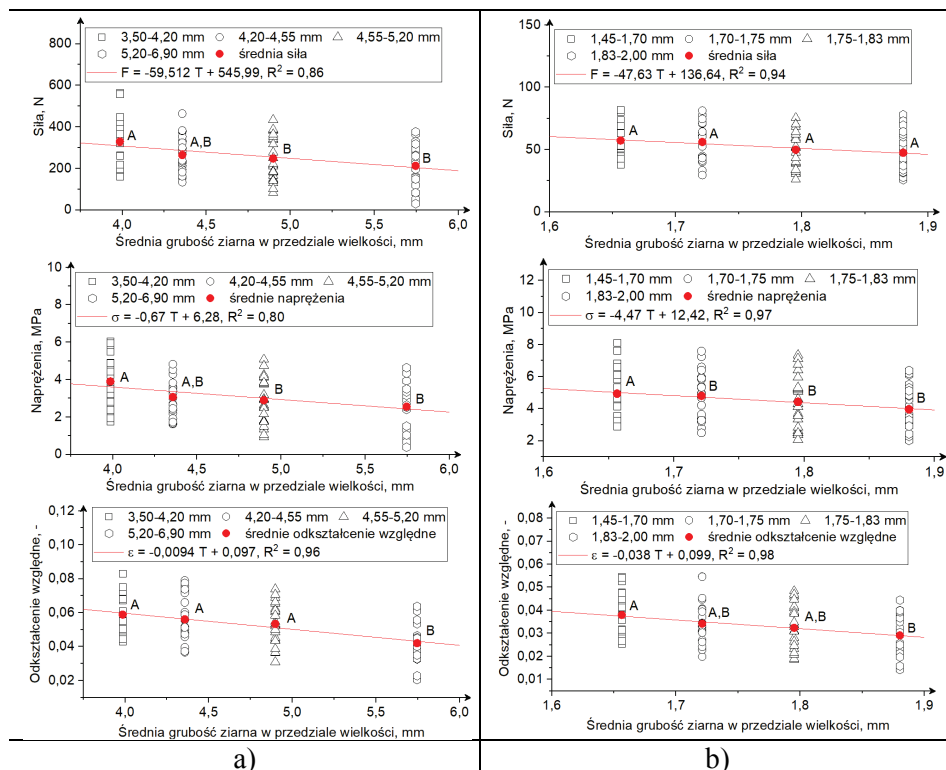 Siła, N
800
600
400
200
0
□ 3,50-4,20 mm ○ 4,20-4,55 mm △ 4,55-5,20 mm
⬡ 5,20-6,90 mm ● średnia siła
F = -59,512 T + 545,99, R² = 0,86
A
A,B
B
B
4,0 4,5 5,0 5,5 6,0
Średnia grubość ziarna w przedziale wielkości, mm
Naprężenia, MPa
10
8
6
4
2
0
□ 3,50-4,20 mm ○ 4,20-4,55 mm △ 4,55-5,20 mm
⬡ 5,20-6,90 mm ● średnie naprężenia
σ = -0,67 T + 6,28, R² = 0,80
A
A,B
B
B
4,0 4,5 5,0 5,5 6,0
Średnia grubość ziarna w przedziale wielkości, mm
Odkształcenie względne, -
0,12
0,10
0,08
0,06
0,04
0,02
□ 3,50-4,20 mm ○ 4,20-4,55 mm △ 4,55-5,20 mm
⬡ 5,20-6,90 mm ● średnie odkształcenie względne
ε = -0,0094 T + 0,097, R² = 0,96
A
A
A
B
4,0 4,5 5,0 5,5 6,0
Średnia grubość ziarna w przedziale wielkości, mm
a)
Siła, N
150
100
50
0
□ 1,45-1,70 mm ○ 1,70-1,75 mm △ 1,75-1,83 mm
⬡ 1,83-2,00 mm ● średnia siła
F = -47,63 T + 136,64, R² = 0,94
A
A
A
A
1,6 1,7 1,8 1,9
Średnia grubość ziarna w przedziale wielkości, mm
Naprężenia, MPa
12
10
8
6
4
2
□ 1,45-1,70 mm ○ 1,70-1,75 mm △ 1,75-1,83 mm
⬡ 1,83-2,00 mm ● średnie naprężenia
σ = -4,47 T + 12,42, R² = 0,97
A
B
B
B
1,6 1,7 1,8 1,9
Średnia grubość ziarna w przedziale wielkości, mm
Odkształcenie względne, -
0,08
0,07
0,06
0,05
0,04
0,03
0,02
0,01
□ 1,45-1,70 mm ○ 1,70-1,75 mm △ 1,75-1,83 mm
⬡ 1,83-2,00 mm ● średnie odkształcenie względne
ε = -0,038 T + 0,099, R² = 0,98
A
A,B
A,B
B
1,6 1,7 1,8 1,9
Średnia grubość ziarna w przedziale wielkości, mm
b)